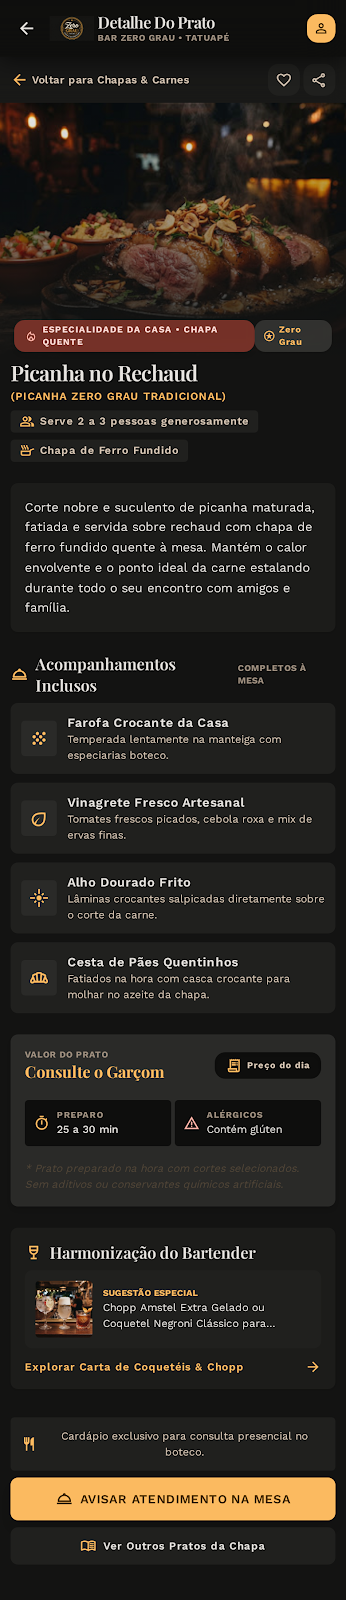 Detalhe Do Prato
BAR ZERO GRAU • TATUAPÉ
Voltar para Chapas & Carnes
ESPECIALIDADE DA CASA • CHAPA
QUENTE
Zero
Grau
Picanha no Rechaud
(PICANHA ZERO GRAU TRADICIONAL)
Serve 2 a 3 pessoas generosamente
Chapa de Ferro Fundido
Corte nobre e suculento de picanha maturada,
fatiada e servida sobre rechaud com chapa de
ferro fundido quente à mesa. Mantém o calor
envolvente e o ponto ideal da carne estalando
durante todo o seu encontro com amigos e
família.
Acompanhamentos
Inclusos
COMPLETOS À
MESA
Farofa Crocante da Casa
Temperada lentamente na manteiga com
especiarias boteco.
Vinagrete Fresco Artesanal
Tomates frescos picados, cebola roxa e mix de
ervas finas.
Alho Dourado Frito
Lâminas crocantes salpicadas diretamente sobre
o corte da carne.
Cesta de Pães Quentinhos
Fatiados na hora com casca crocante para
molhar no azeite da chapa.
VALOR DO PRATO
Consulte o Garçom
Preço do dia
PREPARO
25 a 30 min
ALÉRGICOS
Contém glúten
* Prato preparado na hora com cortes selecionados.
Sem aditivos ou conservantes químicos artificiais.
Harmonização do Bartender
SUGESTÃO ESPECIAL
Chopp Amstel Extra Gelado ou
Coquetel Negroni Clássico para...
Explorar Carta de Coquetéis & Chopp
Cardápio exclusivo para consulta presencial no
boteco.
AVISAR ATENDIMENTO NA MESA
Ver Outros Pratos da Chapa